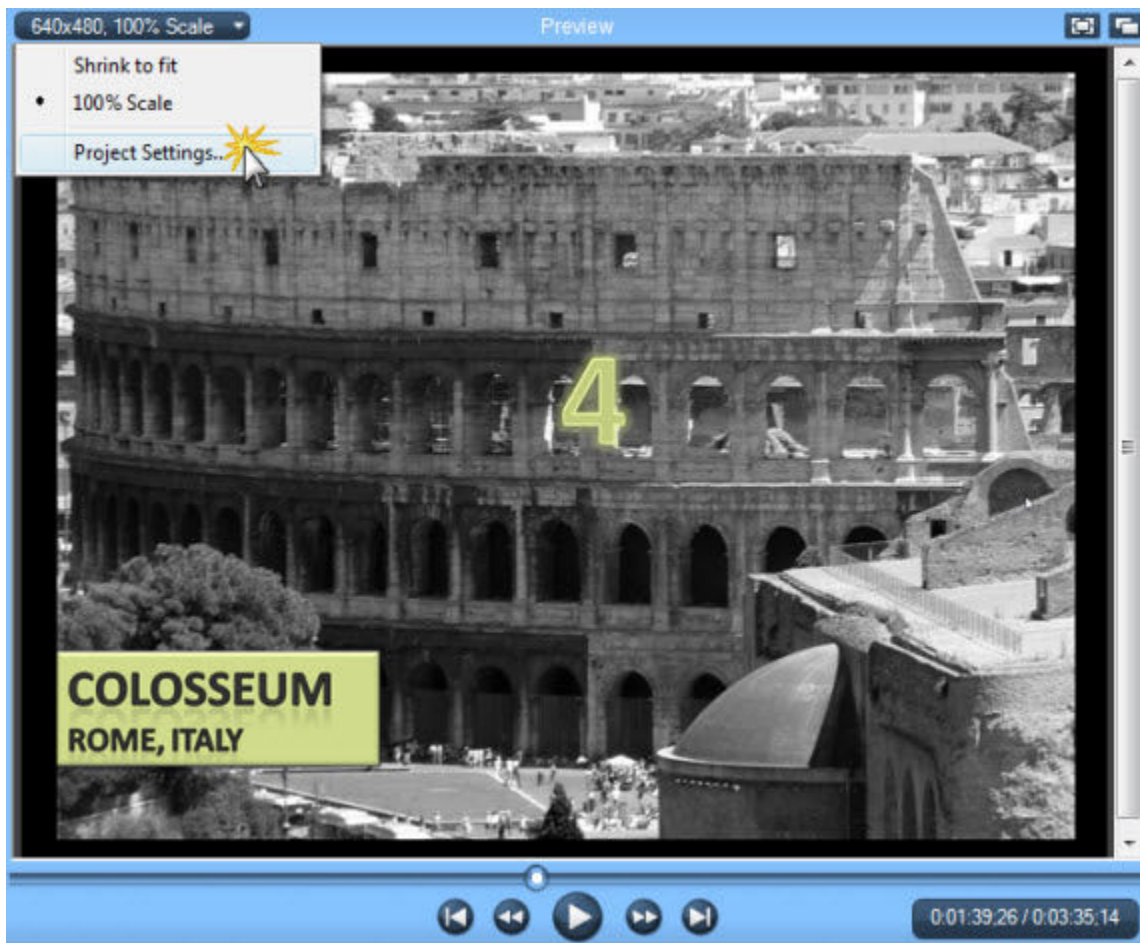 640x480, 100% Scale
Preview
Shrink to fit
100% Scale
Project Settings...
4
COLOSSEUM
ROME, ITALY
0:01:39;26 / 0:03:35;14